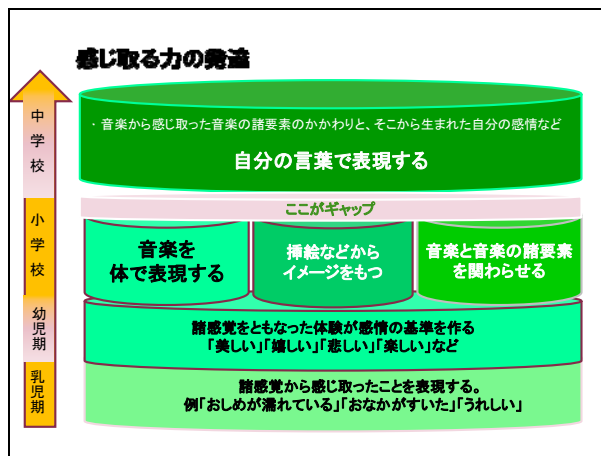 感じ取る力の発達
中学校
・音楽から感じ取った音楽の諸要素のかかわりと、そこから生まれた自分の感情など
自分の言葉で表現する
ここがギャップ
小学校
音楽を
体で表現する
挿絵などから
イメージをもつ
音楽と音楽の諸要素
を関わらせる
幼児期
諸感覚をともなった体験が感情の基準を作る
「美しい」「嬉しい」「悲しい」「楽しい」など
乳児期
諸感覚から感じ取ったことを表現する。
例「おしめが濡れている」「おなかがすいた」「うれしい」